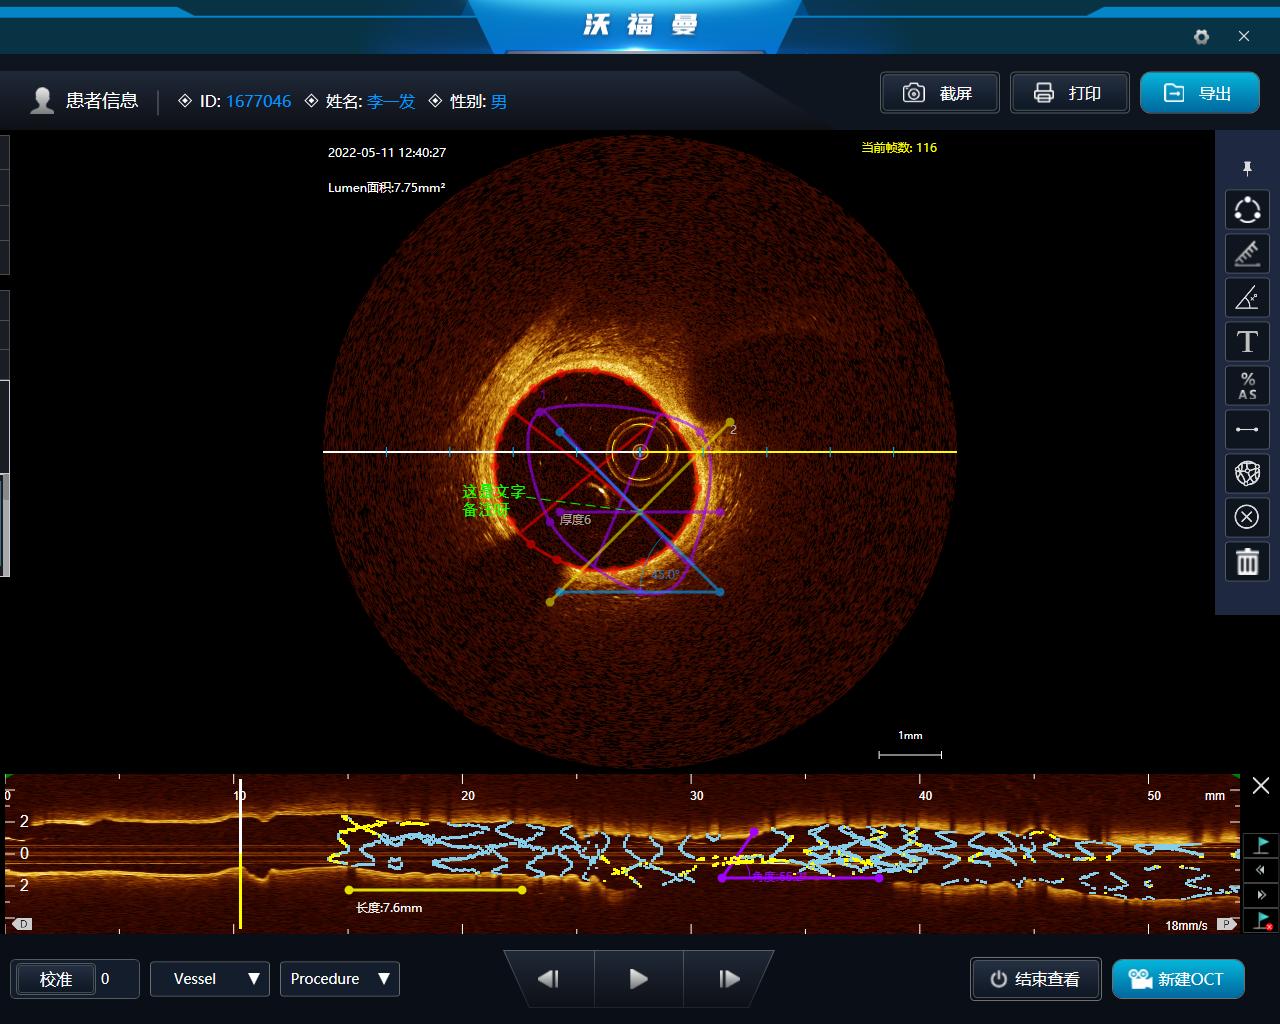 沃福曼
患者信息
ID: 1677046
姓名: 李一发
性别: 男
截屏
打印
导出
2022-05-11 12:40:27
当前帧数: 116
Lumen面积:7.75mm²
1
2
这是文字
备注呀
厚度6
45.0°
1mm
T
%
AS
0 10 20 30 40 50 mm
2
0
2
长度:7.6mm
D
18mm/s
P
校准 0
Vessel
Procedure
结束查看
新建OCT